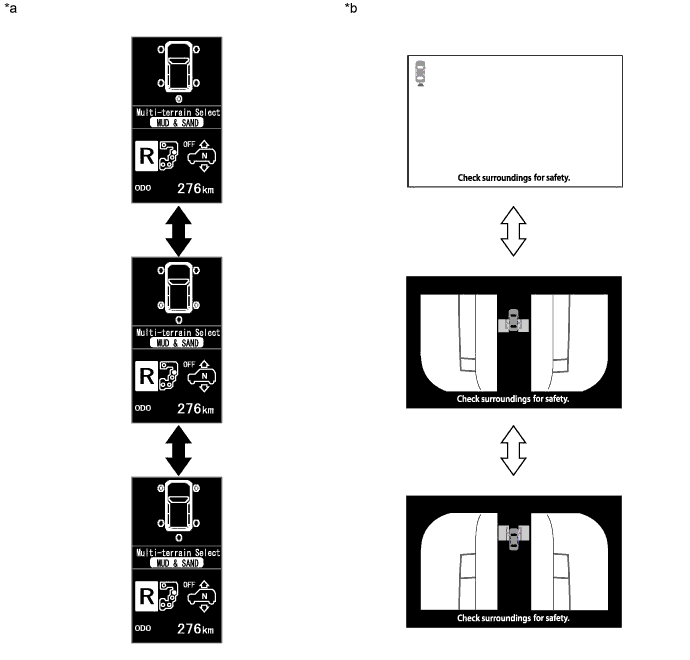 *a
*b
Multi-terrain Select
MUD & SAND
R
OFF
N
ODO 276km
Check surroundings for safety.
Multi-terrain Select
MUD & SAND
R
OFF
N
ODO 276km
Check surroundings for safety.
Multi-terrain Select
MUD & SAND
R
OFF
N
ODO 276km
Check surroundings for safety.